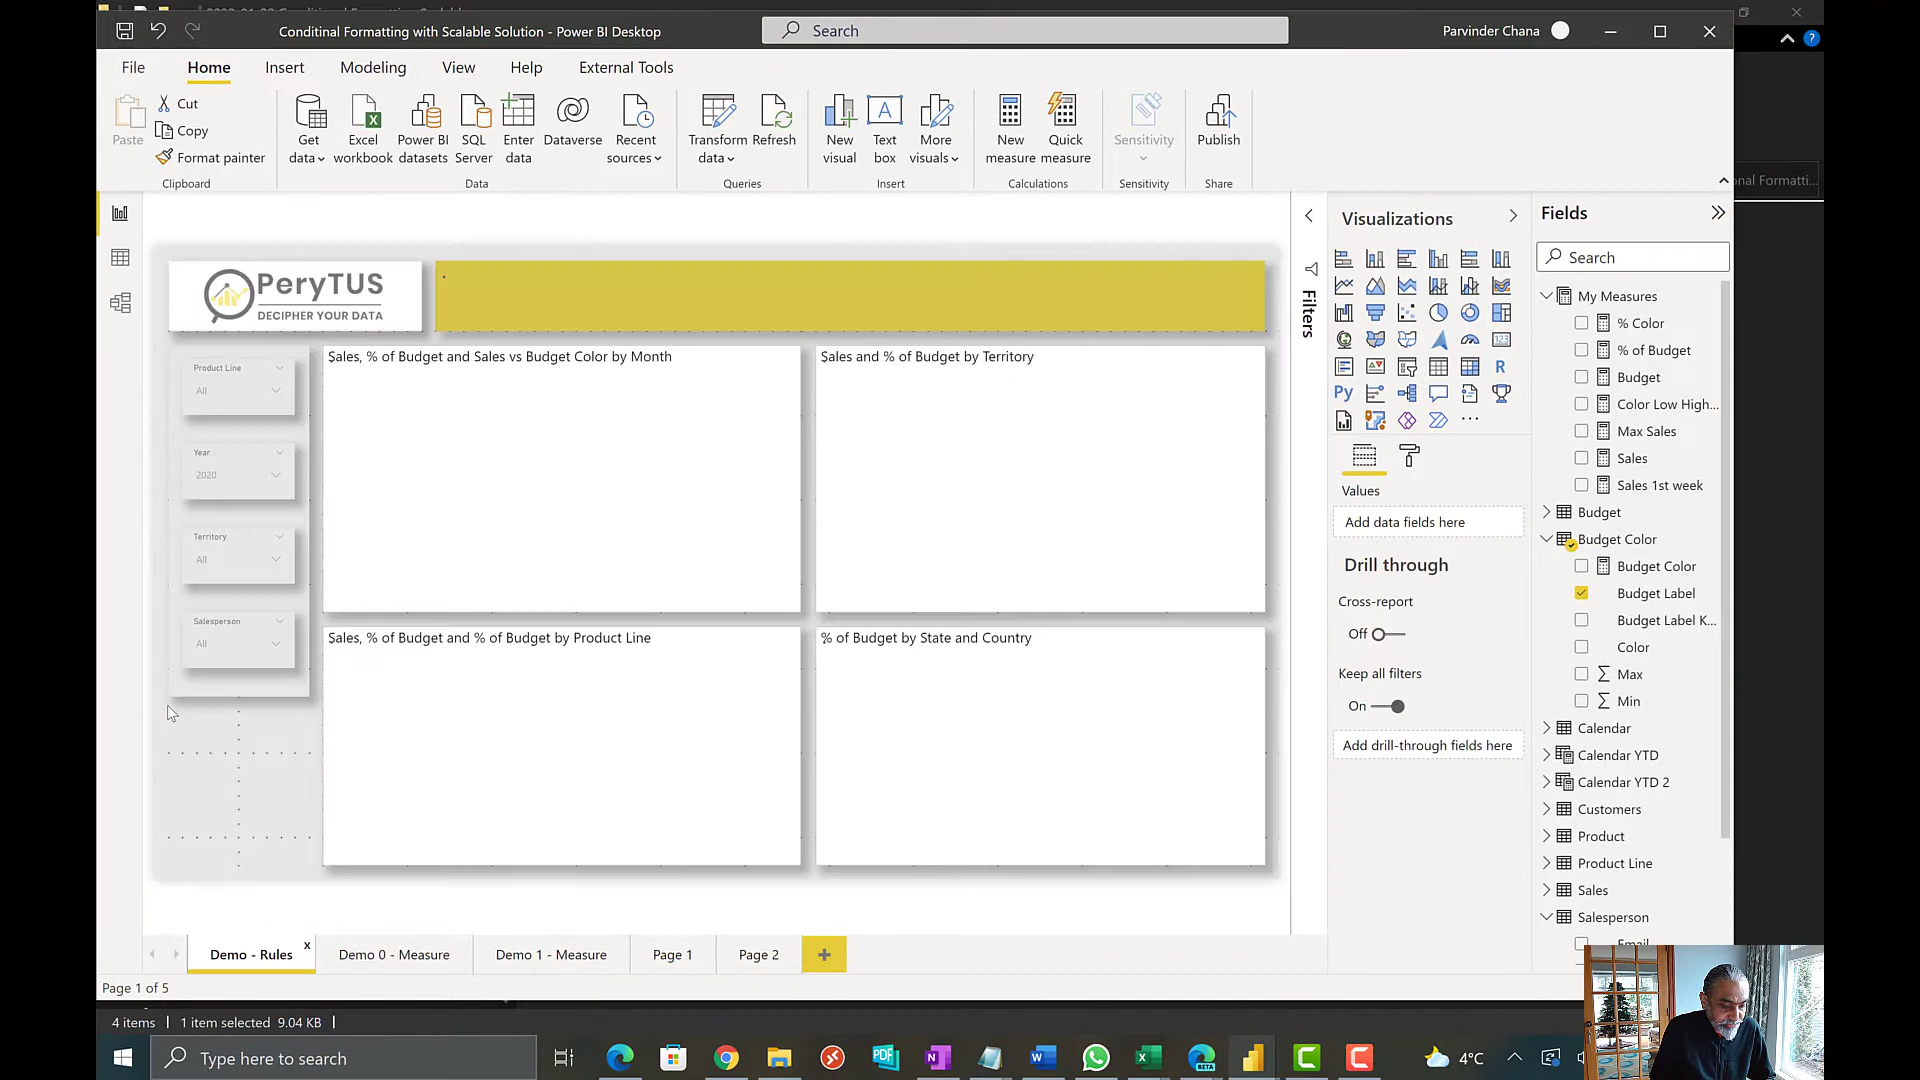 Conditinal Formatting with Scalable Solution - Power BI Desktop
Search
Parvinder Chana
File Home Insert Modeling View Help External Tools
Paste
Cut
Copy
Format painter
Clipboard
Get data
Excel workbook
Power BI datasets
SQL Server
Enter data
Dataverse
Recent sources
Data
Transform data
Refresh
Queries
New visual
Text box
More visuals
Insert
New measure
Quick measure
Calculations
Sensitivity
Sensitivity
Publish
Share
PeryTUS
DECIPHER YOUR DATA
Product Line
All
Year
2020
Territory
All
Salesperson
All
Sales, % of Budget and Sales vs Budget Color by Month
Sales and % of Budget by Territory
Sales, % of Budget and % of Budget by Product Line
% of Budget by State and Country
Filters
Visualizations
R
Py
123
Values
Add data fields here
Drill through
Cross-report
Off
Keep all filters
On
Add drill-through fields here
Fields
Search
My Measures
% Color
% of Budget
Budget
Color Low High...
Max Sales
Sales
Sales 1st week
Budget
Budget Color
Budget Color
Budget Label
Budget Label K...
Color
Max
Min
Calendar
Calendar YTD
Calendar YTD 2
Customers
Product
Product Line
Sales
Salesperson
Email
Demo - Rules
Demo 0 - Measure
Demo 1 - Measure
Page 1
Page 2
Page 1 of 5
4 items 1 item selected 9.04 KB
Type here to search
PDF
BETA
4°C